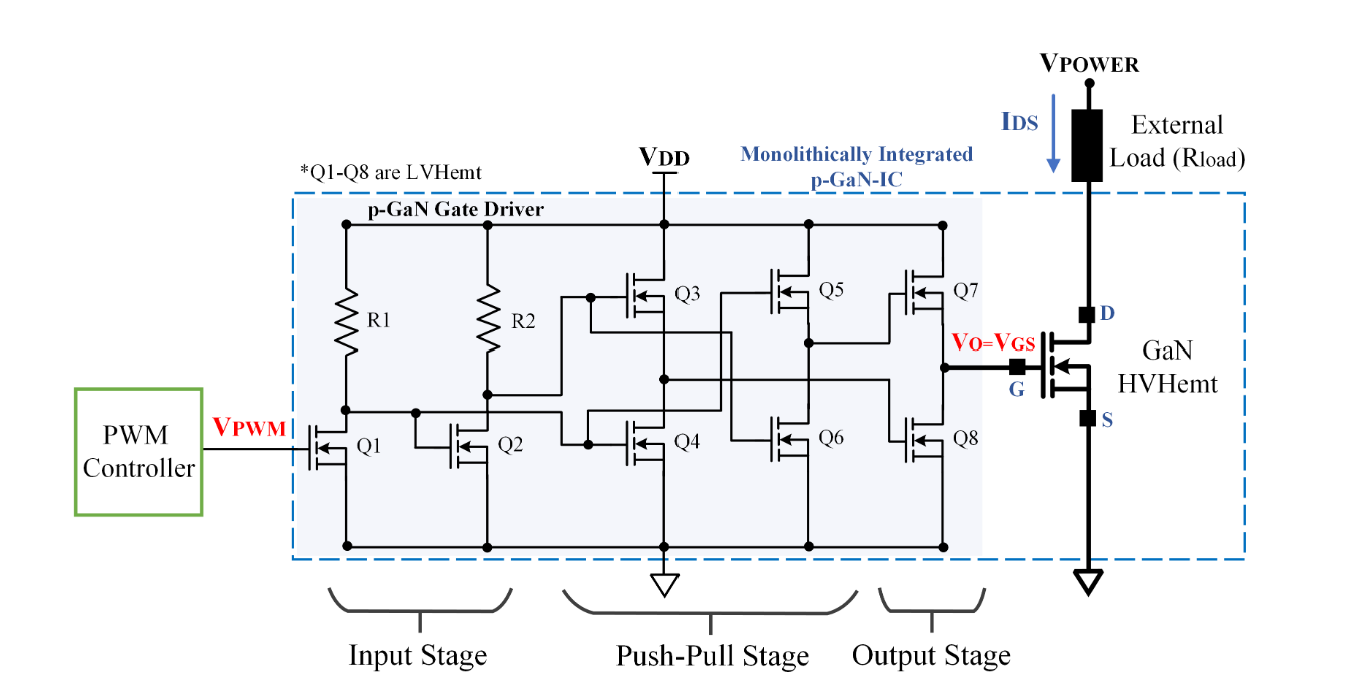 VPOWER
IDS
External
Load (Rload)
VDD
Monolithically Integrated
p-GaN-IC
*Q1-Q8 are LVHemt
p-GaN Gate Driver
R1
R2
Q3
Q5
Q7
D
VO=VGS
G
GaN
HVHemt
S
PWM
Controller
VPWM
Q1
Q2
Q4
Q6
Q8
Input Stage
Push-Pull Stage
Output Stage